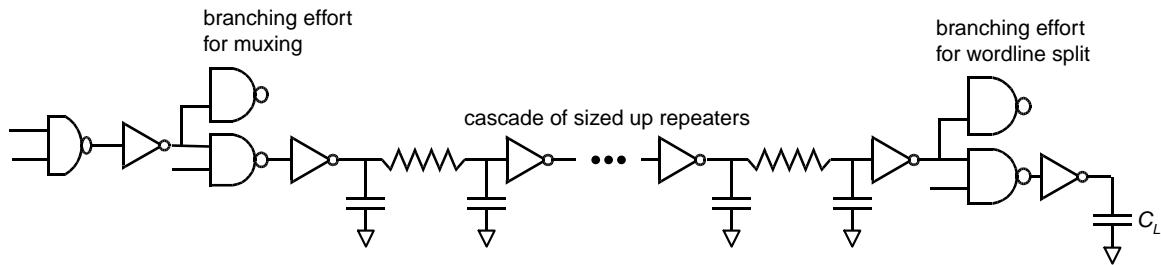 branching effort
for muxing
branching effort
for wordline split
cascade of sized up repeaters
C_L